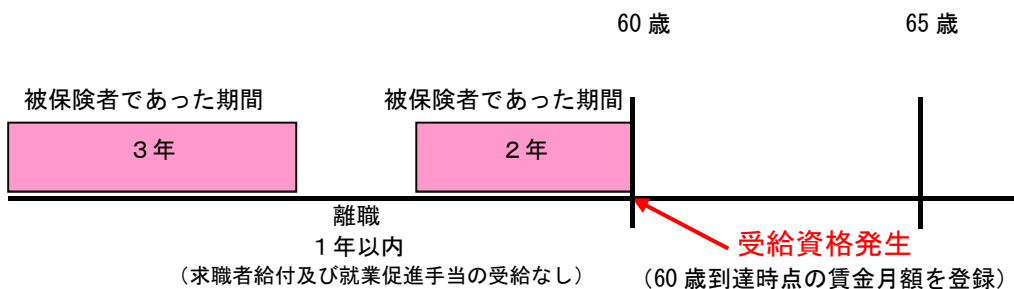 60 歳
65 歳
被保険者であった期間
被保険者であった期間
３年
２年
離職
１年以内
（求職者給付及び就業促進手当の受給なし）
受給資格発生
（60 歳到達時点の賃金月額を登録）